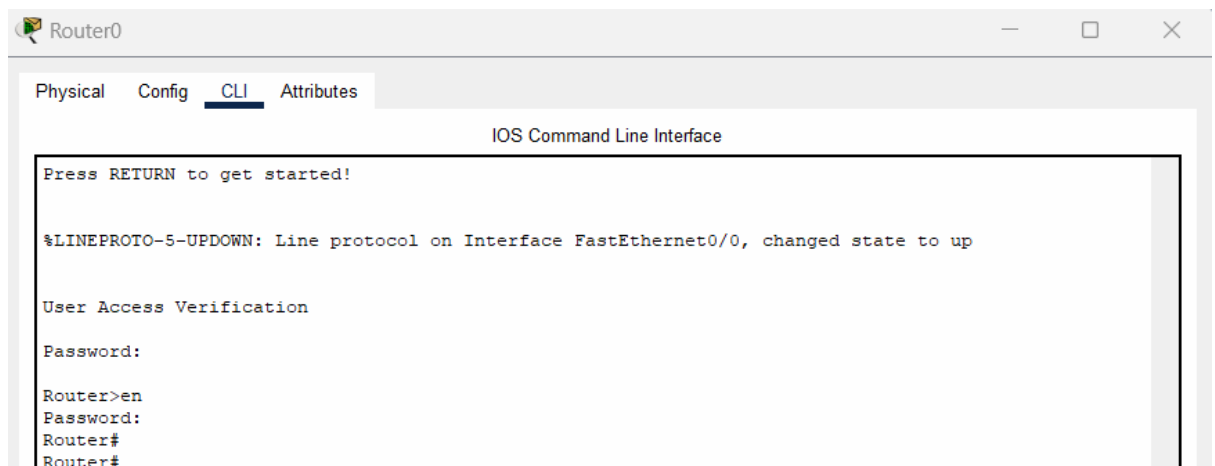 Router0
Physical Config CLI Attributes
IOS Command Line Interface
Press RETURN to get started!
%LINEPROTO-5-UPDOWN: Line protocol on Interface FastEthernet0/0, changed state to up
User Access Verification
Password:
Router>en
Password:
Router#
Router#